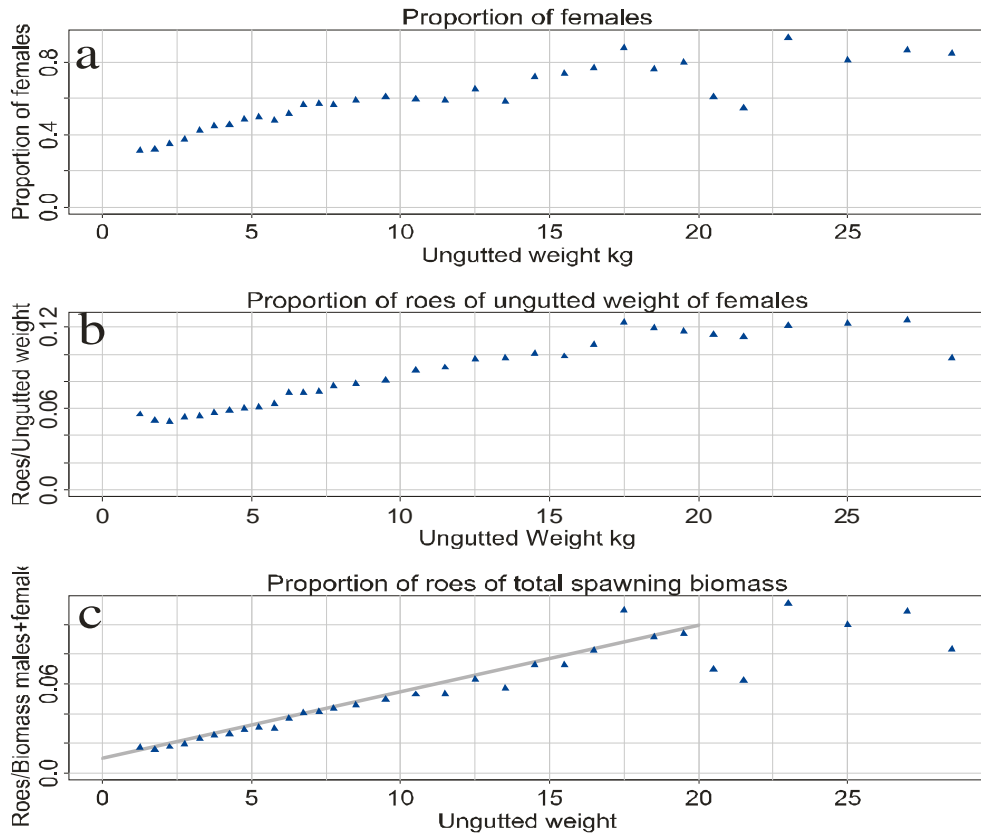 Proportion of females
a
Proportion of females
0.0 0.4 0.8
0 5 10 15 20 25
Ungutted weight kg
Proportion of roes of ungutted weight of females
b
Roes/Ungutted weight
0.0 0.06 0.12
0 5 10 15 20 25
Ungutted Weight kg
Proportion of roes of total spawning biomass
c
Roes/Biomass males+female
0.0 0.06
0 5 10 15 20 25
Ungutted weight